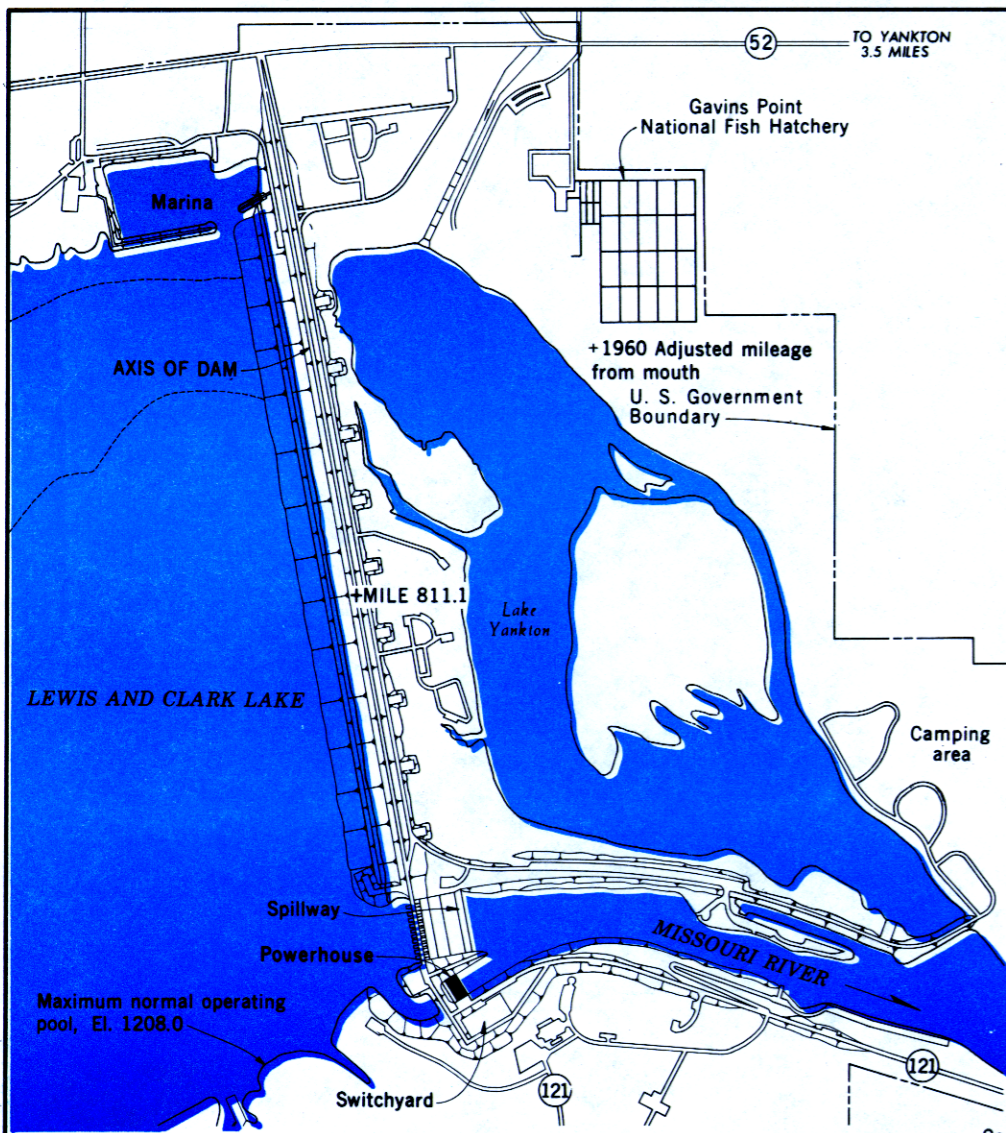 52
TO YANKTON
3.5 MILES
Gavins Point
National Fish Hatchery
Marina
+1960 Adjusted mileage
from mouth
U. S. Government
Boundary
AXIS OF DAM
+MILE 811.1
Lake
Yankton
LEWIS AND CLARK LAKE
Camping
area
Spillway
Powerhouse
MISSOURI RIVER
Maximum normal operating
pool, El. 1208.0
Switchyard
121
121